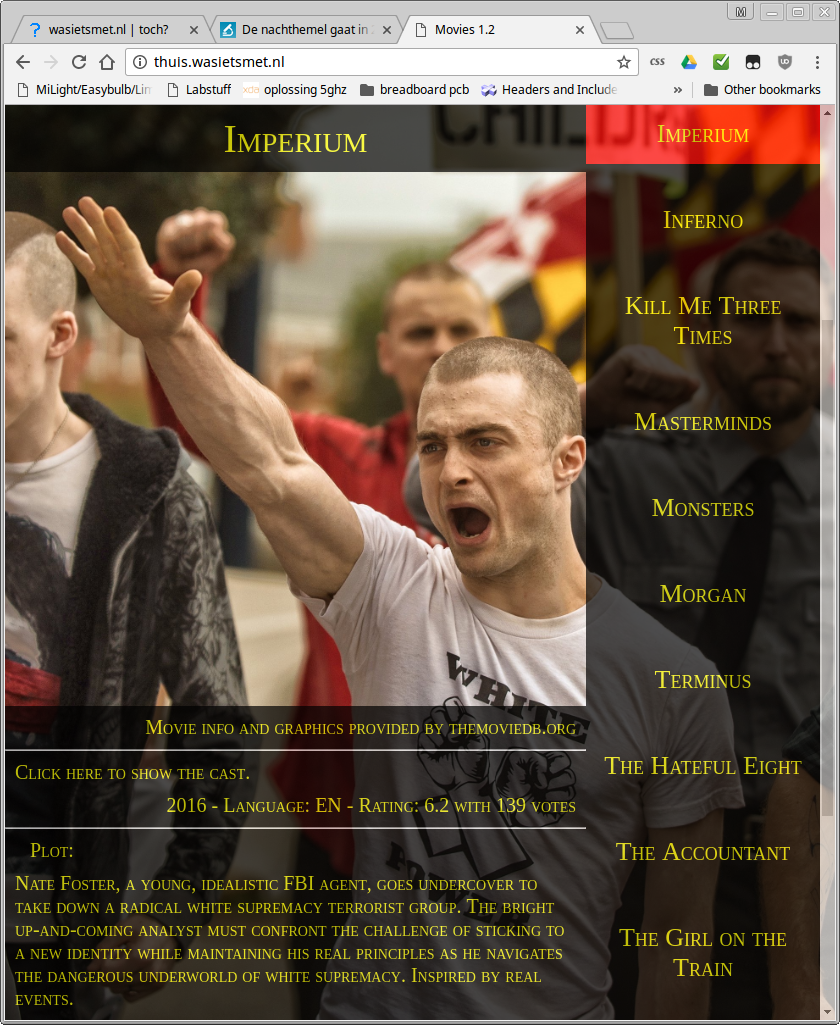 M
wasietsmet.nl | toch?
De nachthemel gaat in
Movies 1.2
thuis.wasietsmet.nl
css
MiLight/Easybulb/Lim
Labstuff
xda
oplossing 5ghz
breadboard pcb
Headers and Include
»
Other bookmarks
Imperium
Imperium
Inferno
Kill Me Three
Times
Masterminds
Monsters
Morgan
Terminus
The Hateful Eight
The Accountant
The Girl on the
Train
WHITE
POWER
Movie info and graphics provided by themoviedb.org
Click here to show the cast.
2016 - Language: EN - Rating: 6.2 with 139 votes
Plot:
Nate Foster, a young, idealistic FBI agent, goes undercover to
take down a radical white supremacy terrorist group. The bright
up-and-coming analyst must confront the challenge of sticking to
a new identity while maintaining his real principles as he navigates
the dangerous underworld of white supremacy. Inspired by real
events.